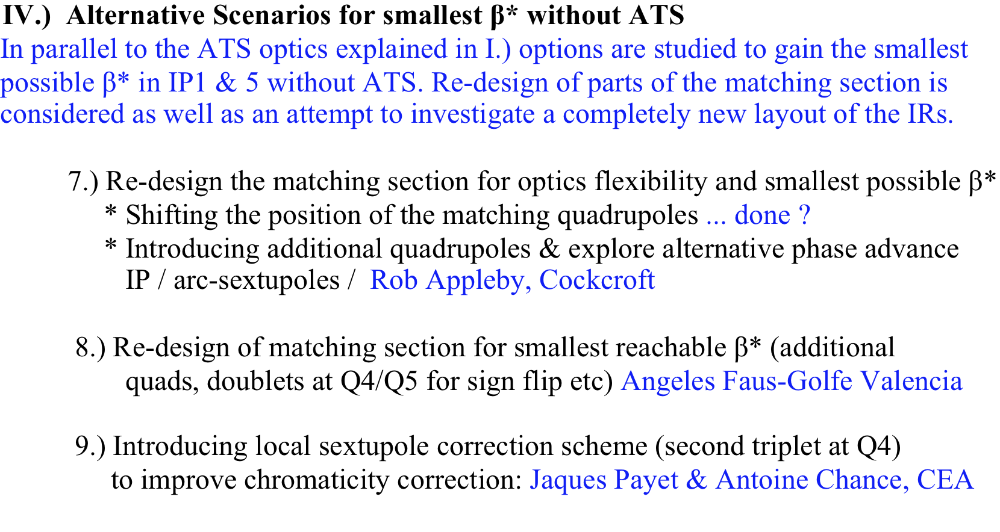 IV.) Alternative Scenarios for smallest β* without ATS
In parallel to the ATS optics explained in I.) options are studied to gain the smallest
possible β* in IP1 & 5 without ATS. Re-design of parts of the matching section is
considered as well as an attempt to investigate a completely new layout of the IRs.
7.) Re-design the matching section for optics flexibility and smallest possible β*
* Shifting the position of the matching quadrupoles ... done ?
* Introducing additional quadrupoles & explore alternative phase advance
IP / arc-sextupoles / Rob Appleby, Cockcroft
8.) Re-design of matching section for smallest reachable β* (additional
quads, doublets at Q4/Q5 for sign flip etc) Angeles Faus-Golfe Valencia
9.) Introducing local sextupole correction scheme (second triplet at Q4)
to improve chromaticity correction: Jaques Payet & Antoine Chance, CEA